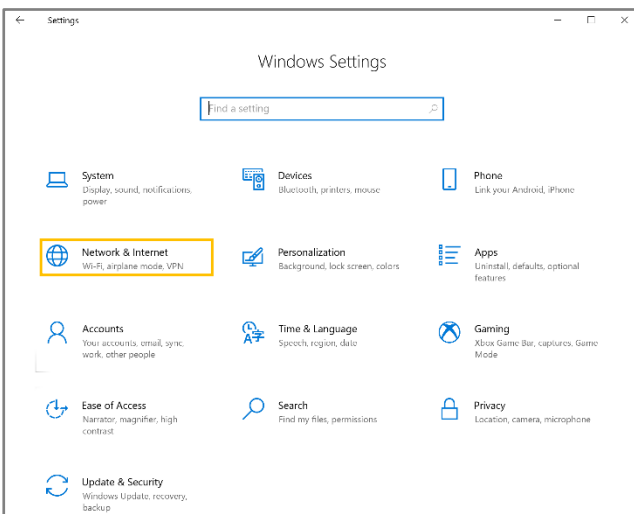 Settings
Windows Settings
Find a setting
System
Display, sound, notifications,
power
Devices
Bluetooth, printers, mouse
Phone
Link your Android, iPhone
Network & Internet
Wi-Fi, airplane mode, VPN
Personalization
Background, lock screen, colors
Apps
Uninstall, defaults, optional
features
Accounts
Your accounts, email, sync,
work, other people
Time & Language
Speech, region, date
Gaming
Xbox Game Bar, captures, Game
Mode
Ease of Access
Narrator, magnifier, high
contrast
Search
Find my files, permissions
Privacy
Location, camera, microphone
Update & Security
Windows Update, recovery,
backup